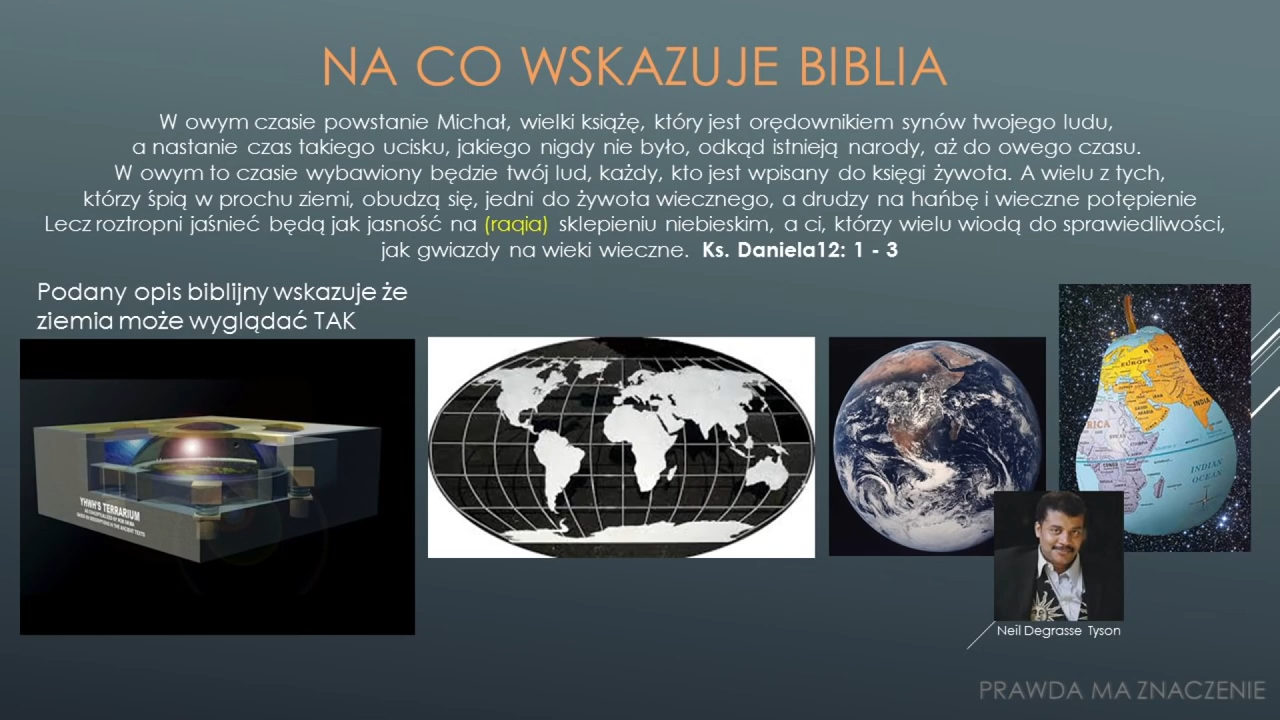 NA CO WSKAZUJE BIBLIA
W owym czasie powstanie Michał, wielki książę, który jest orędownikiem synów twojego ludu,
a nastanie czas takiego ucisku, jakiego nigdy nie było, odkąd istnieją narody, aż do owego czasu.
W owym to czasie wybawiony będzie twój lud, każdy, kto jest wpisany do księgi żywota. A wielu z tych,
którzy śpią w prochu ziemi, obudzą się, jedni do żywota wiecznego, a drudzy na hańbę i wieczne potępienie
Lecz roztropni jaśnieć będą jak jasność na (raqia) sklepieniu niebieskim, a ci, którzy wielu wiodą do sprawiedliwości,
jak gwiazdy na wieki wieczne. Ks. Daniela12: 1 - 3
Podany opis biblijny wskazuje że
ziemia może wyglądać TAK
YHWH'S TERRARIUM
EUROPE
INDIA
INDIAN
OCEAN
Neil Degrasse Tyson
PRAWDA MA ZNACZENIE